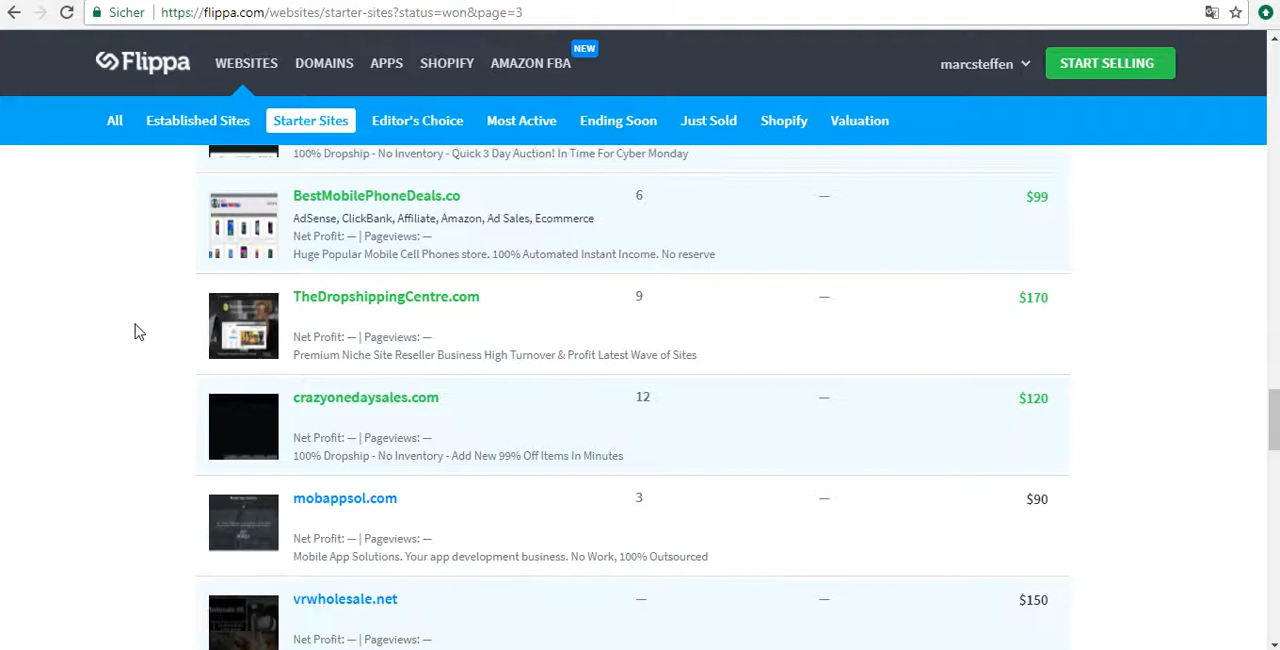 Sicher https://flippa.com/websites/starter-sites?status=won&page=3
Flippa WEBSITES DOMAINS APPS SHOPIFY AMAZON FBA NEW marcsteffen START SELLING
All Established Sites Starter Sites Editor's Choice Most Active Ending Soon Just Sold Shopify Valuation
100% Dropship - No Inventory - Quick 3 Day Auction! In Time For Cyber Monday
BestMobilePhoneDeals.co 6 — $99
AdSense, ClickBank, Affiliate, Amazon, Ad Sales, Ecommerce
Net Profit: — | Pageviews: —
Huge Popular Mobile Cell Phones store. 100% Automated Instant Income. No reserve
TheDropshippingCentre.com 9 — $170
Net Profit: — | Pageviews: —
Premium Niche Site Reseller Business High Turnover & Profit Latest Wave of Sites
crazyonedaysales.com 12 — $120
Net Profit: — | Pageviews: —
100% Dropship - No Inventory - Add New 99% Off Items In Minutes
mobappsol.com 3 — $90
Net Profit: — | Pageviews: —
Mobile App Solutions. Your app development business. No Work, 100% Outsourced
vrwholesale.net — — $150
Net Profit: — | Pageviews: —